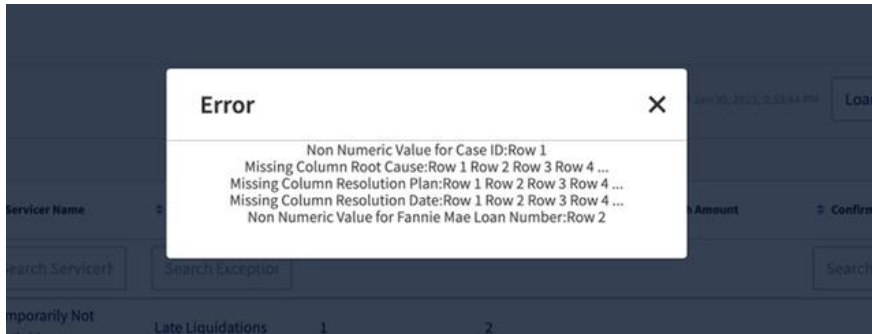 Error
Loa
Non Numeric Value for Case ID:Row 1
Missing Column Root Cause:Row 1 Row 2 Row 3 Row 4 ...
Missing Column Resolution Plan:Row 1 Row 2 Row 3 Row 4 ...
Missing Column Resolution Date:Row 1 Row 2 Row 3 Row 4 ...
Non Numeric Value for Fannie Mae Loan Number:Row 2
Servicer Name
Amount
Confirm
Search Exception
Search
mporarily Not
Late Liquidations 1 2